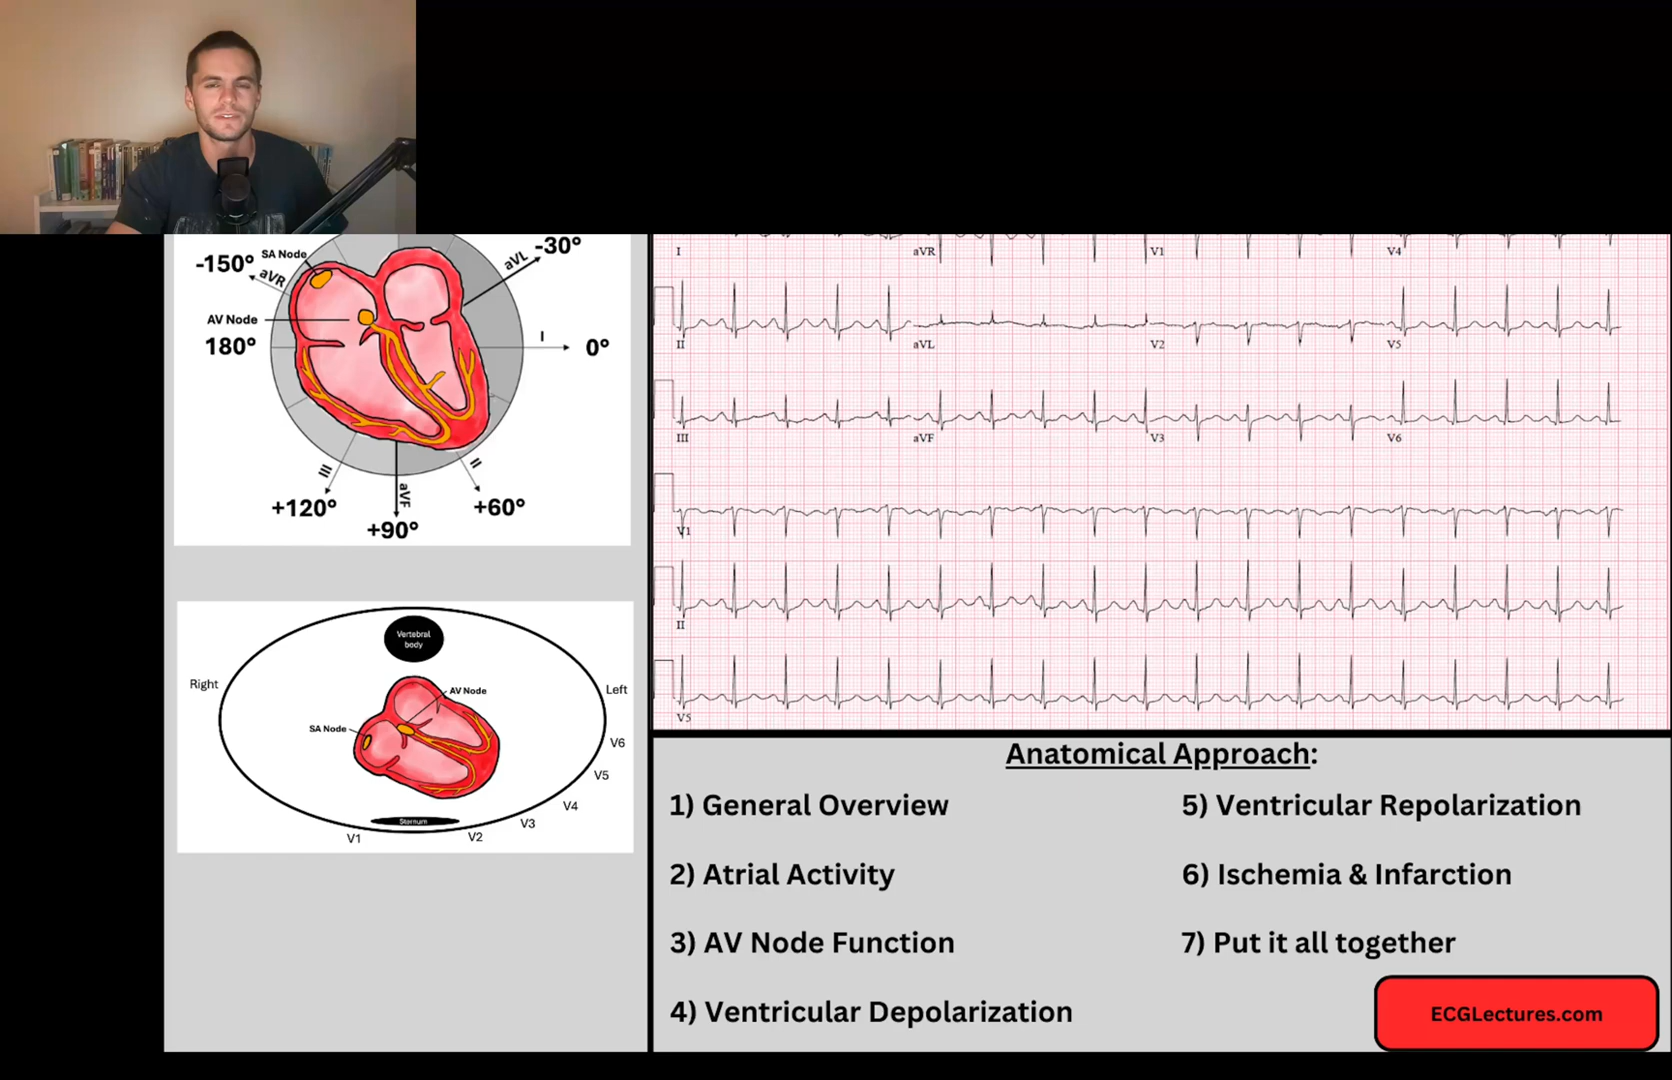 -150°
SA Node
aVR
aVL
-30°
AV Node
180°
I
0°
III
II
aVF
+120°
+60°
+90°
Vertebral
body
Right
AV Node
Left
SA Node
V6
V5
V4
V3
Sternum
V1
V2
I
aVR
V1
V4
II
aVL
V2
V5
III
aVF
V3
V6
V1
II
V5
Anatomical Approach:
1) General Overview
2) Atrial Activity
3) AV Node Function
4) Ventricular Depolarization
5) Ventricular Repolarization
6) Ischemia & Infarction
7) Put it all together
ECGLectures.com